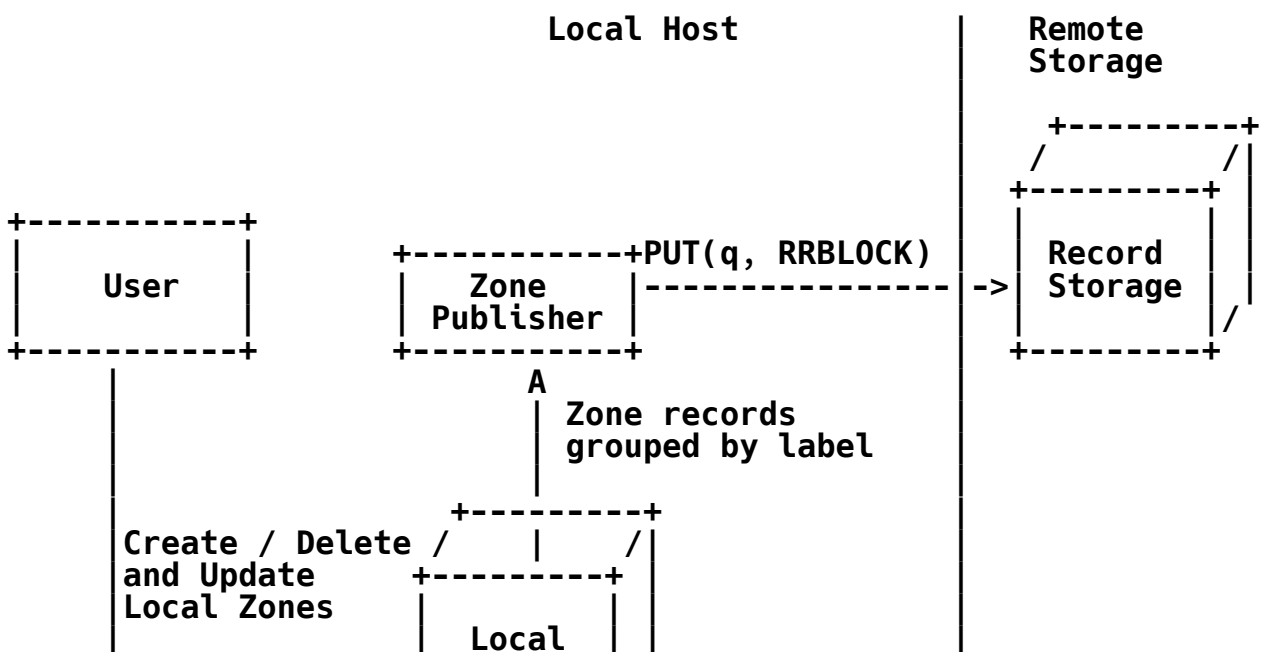 Local Host
Remote
Storage
PUT(q, RRBLOCK)
Record
Storage
User
Zone
Publisher
A
Zone records
grouped by label
Create / Delete
and Update
Local Zones
Local